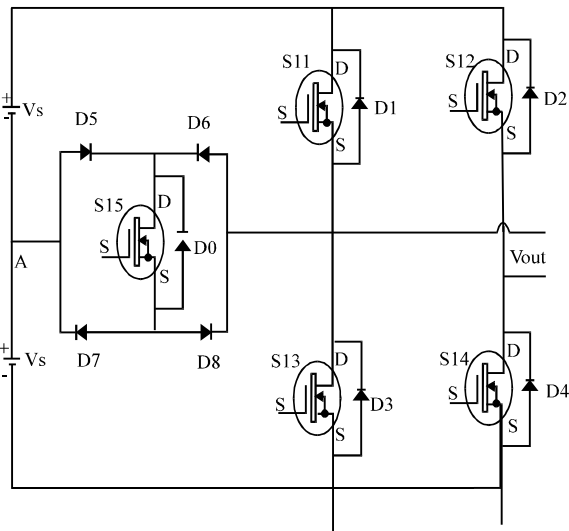 S11
D
S
D1
S
S12
D
S
D2
S
+
Vs
-
D5
D6
S15
D
S
D0
S
A
Vout
+
Vs
-
D7
D8
S13
D
S
D3
S
S14
D
S
D4
S